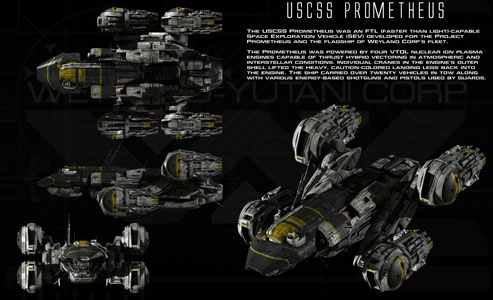 USCSS PROMETHEUS
The USCSS Prometheus was an FTL (faster than light)-capable
Space Exploration Vehicle (SEV) developed for the Project
Prometheus and the flagship of Weyland Corp's fleet.
The Prometheus was powered by four VTOL nuclear ion plasma
engines capable of thrust hybrid vectoring in atmospheric and
interstellar conditions. Individual cranes in the engine's outer
shell lifted the heavy, caution-colored landing legs back into
the engine. The ship carried over twenty vehicles in tow along
with various energy-based shotguns and pistols used by guards.